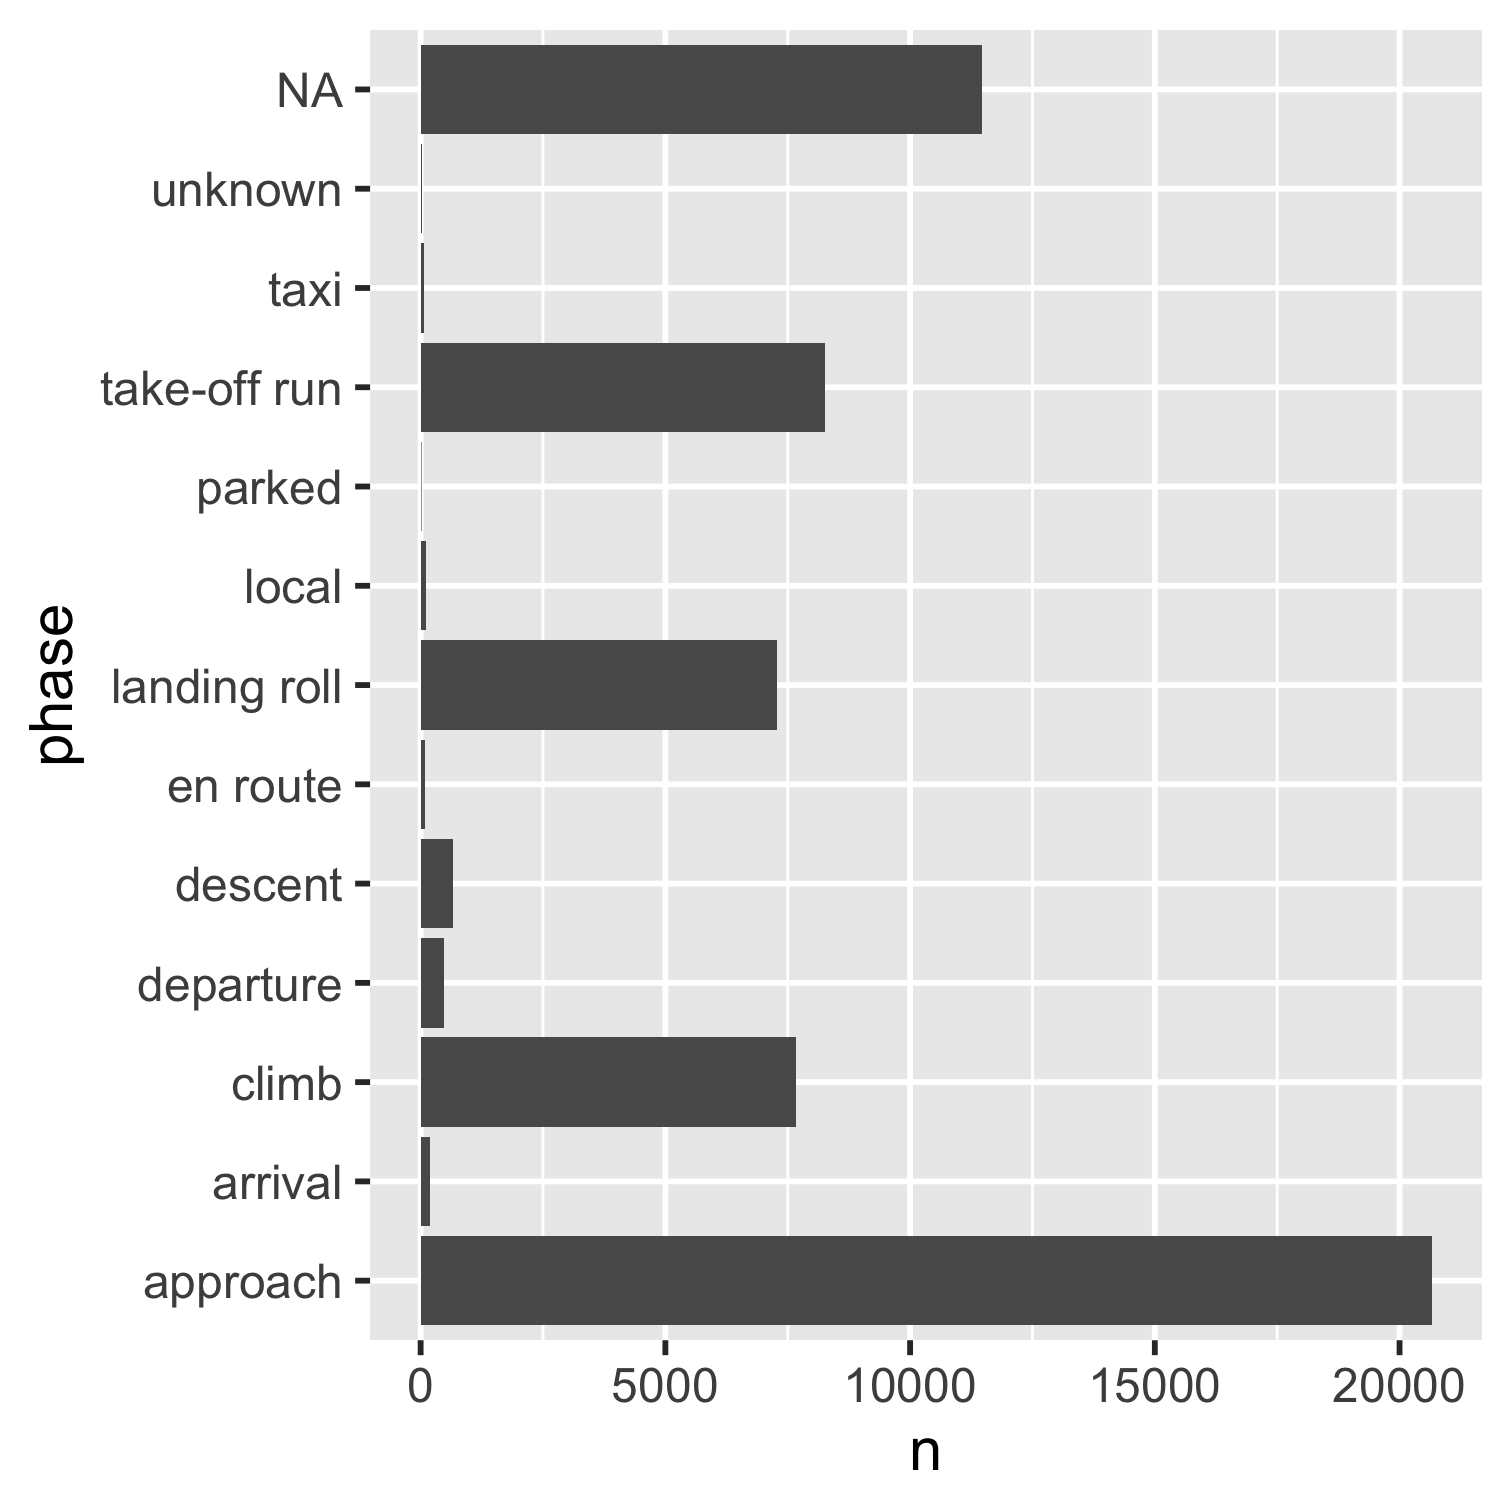 NA
unknown
taxi
take-off run
parked
local
landing roll
en route
descent
departure
climb
arrival
approach
phase
0 5000 10000 15000 20000
n